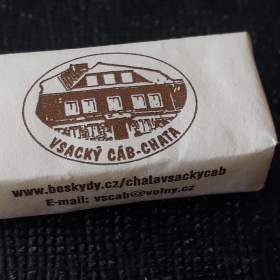 VSACKÝ CÁB-CHATA
www.beskydy.cz/chatavsackycab
E-mail: vscab@volny.cz